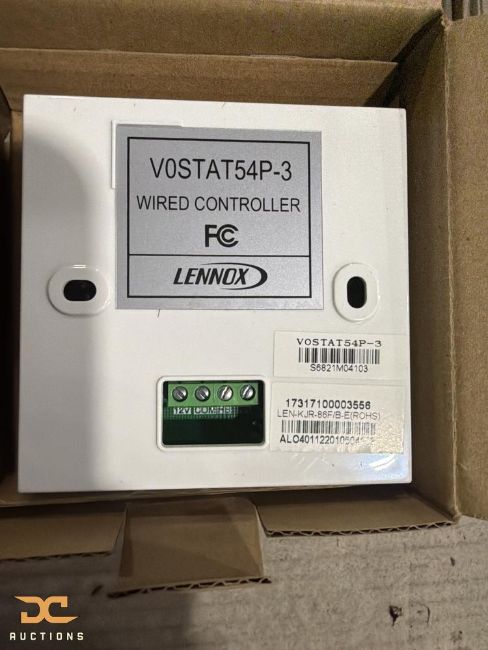 V0STAT54P-3
WIRED CONTROLLER
FC
LENNOX
V0STAT54P-3
S6821M04103
12V COM
17317100003556
LEN-KJR-86F/B-E(ROHS)
DC
AUCTIONS